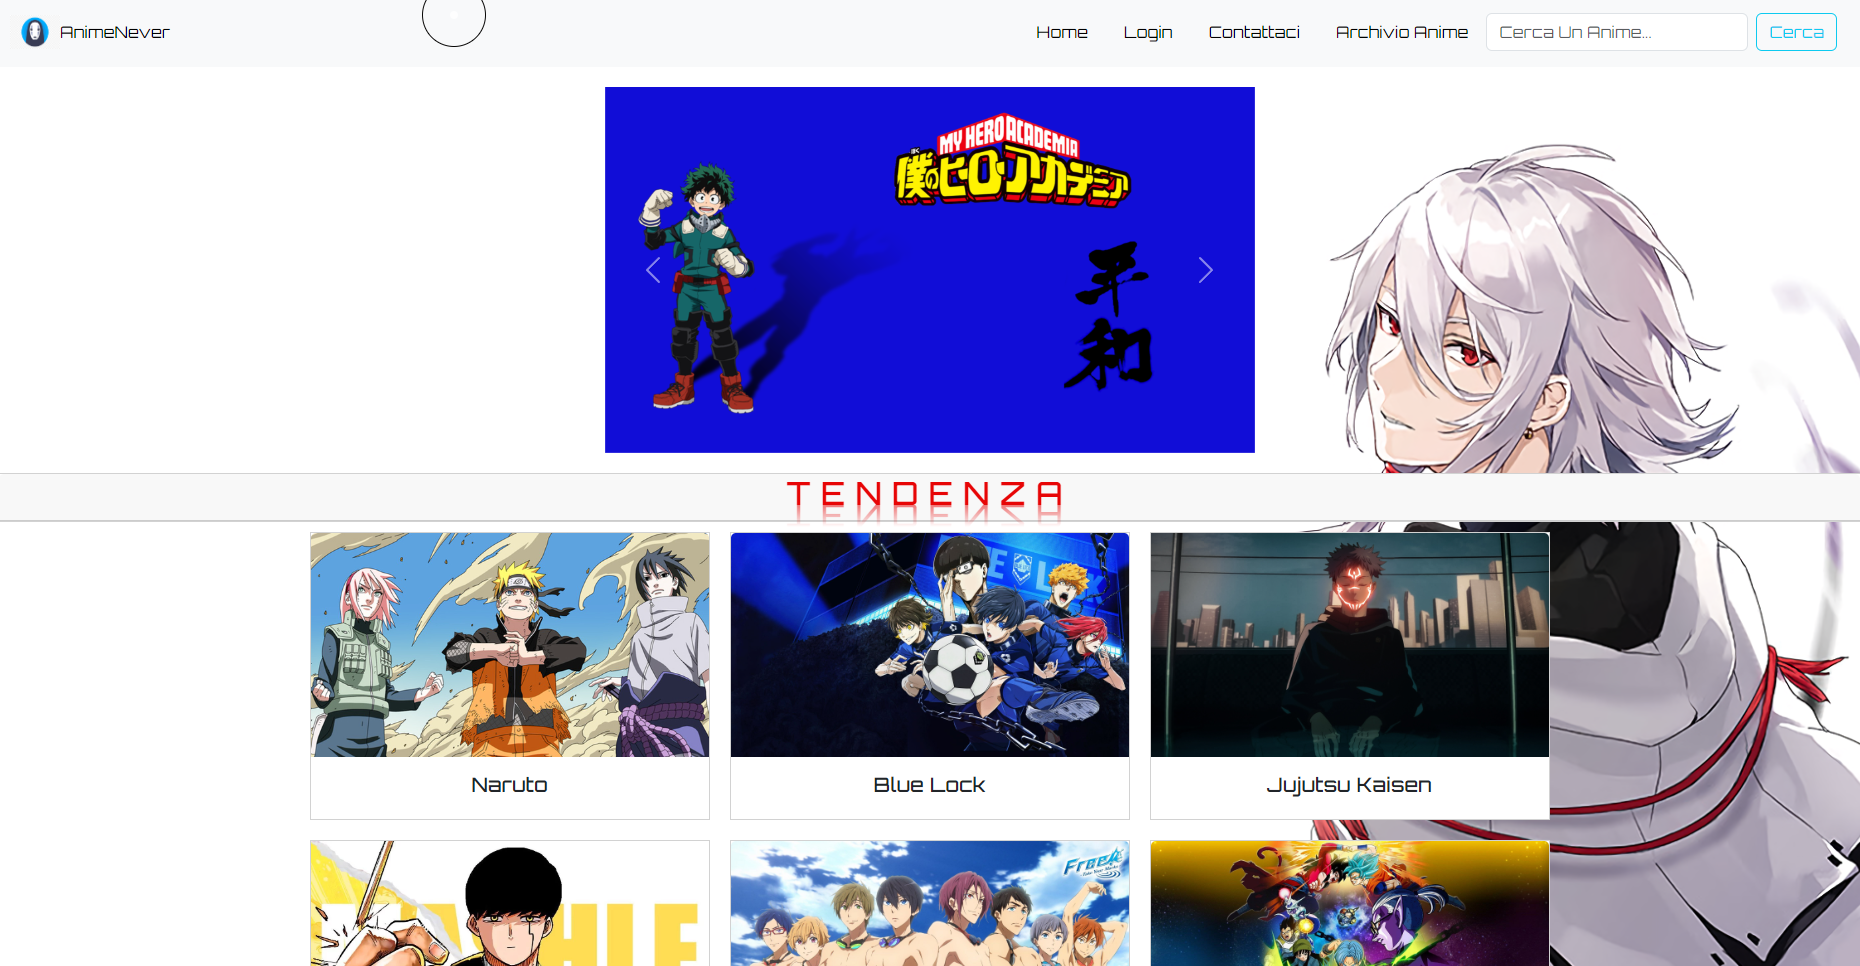 AnimeNever
Home
Login
Contattaci
Archivio Anime
Cerca Un Anime...
Cerca
MY HERO ACADEMIA
僕のヒーローアカデミア
平和
TENDENZA
Naruto
Blue Lock
Jujutsu Kaisen
Free!